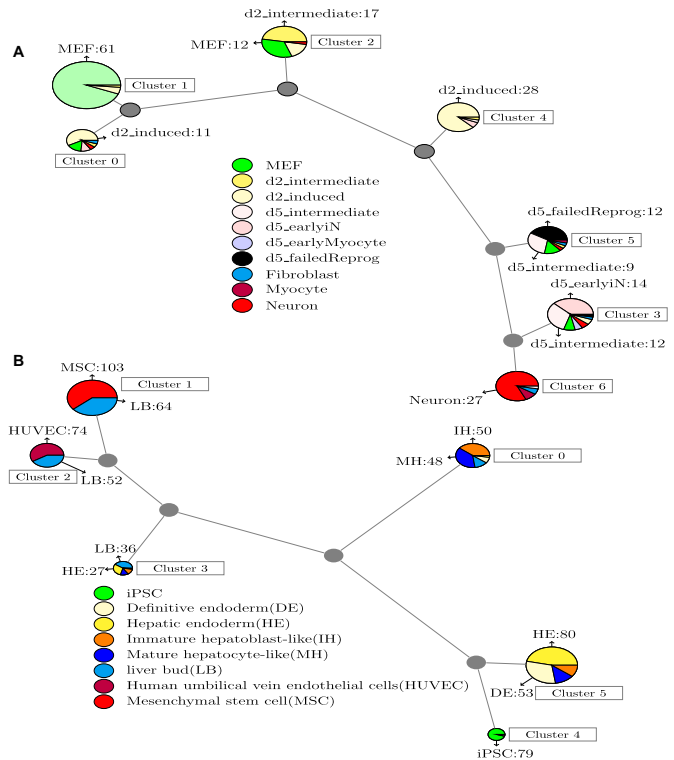 A
d2_intermediate:17
MEF:12
Cluster 2
MEF:61
Cluster 1
d2_induced:11
Cluster 0
d2_induced:28
Cluster 4
MEF
d2_intermediate
d2_induced
d5_intermediate
d5_earlyiN
d5_earlyMyocyte
d5_failedReprog
Fibroblast
Myocyte
Neuron
d5_failedReprog:12
Cluster 5
d5_intermediate:9
d5_earlyiN:14
Cluster 3
d5_intermediate:12
Cluster 6
Neuron:27
B
MSC:103
Cluster 1
LB:64
HUVEC:74
Cluster 2
LB:52
IH:50
MH:48
Cluster 0
LB:36
HE:27
Cluster 3
iPSC
Definitive endoderm(DE)
Hepatic endoderm(HE)
Immature hepatoblast-like(IH)
Mature hepatocyte-like(MH)
liver bud(LB)
Human umbilical vein endothelial cells(HUVEC)
Mesenchymal stem cell(MSC)
HE:80
DE:53
Cluster 5
Cluster 4
iPSC:79